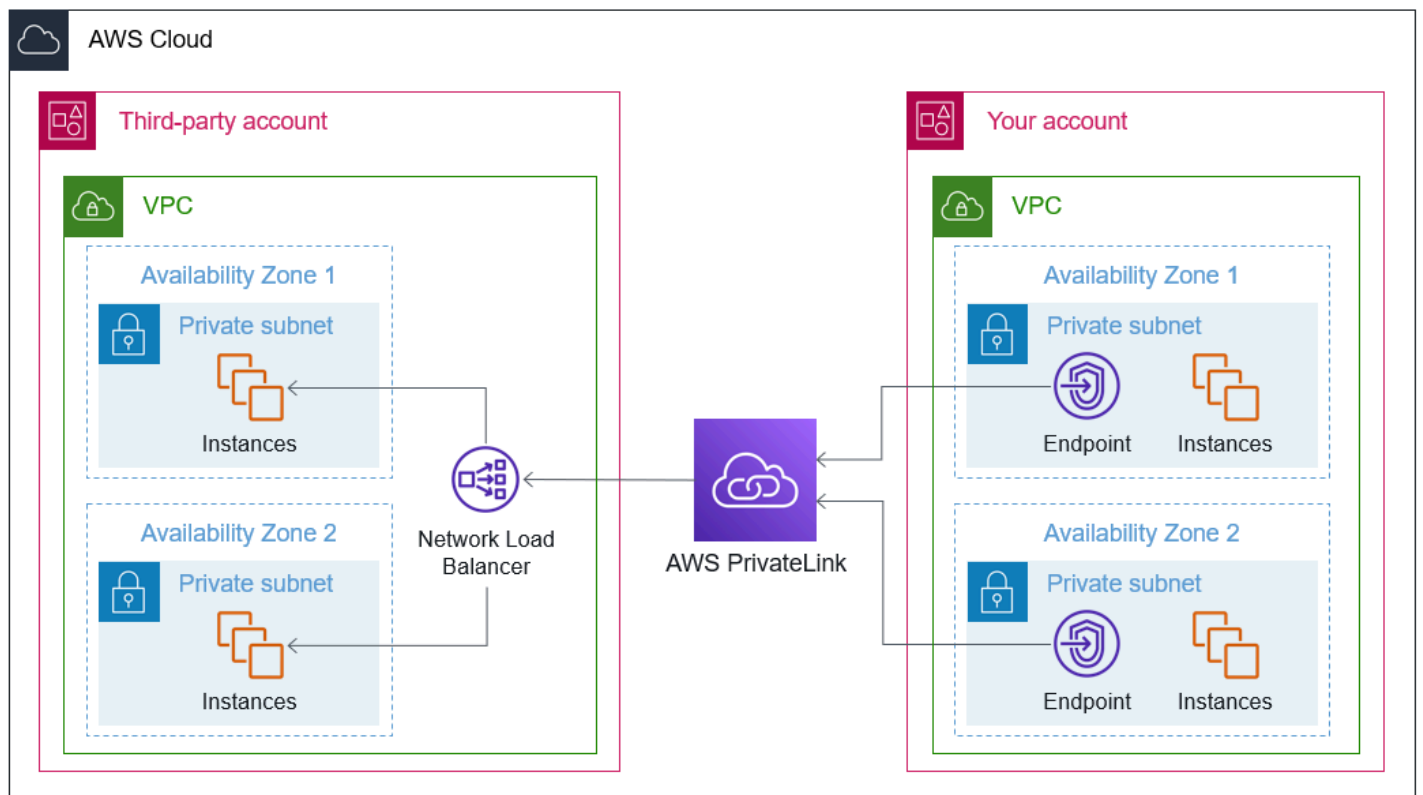 AWS Cloud
Third-party account
VPC
Availability Zone 1
Private subnet
Instances
Availability Zone 2
Private subnet
Instances
Network Load
Balancer
AWS PrivateLink
Your account
VPC
Availability Zone 1
Private subnet
Endpoint
Instances
Availability Zone 2
Private subnet
Endpoint
Instances